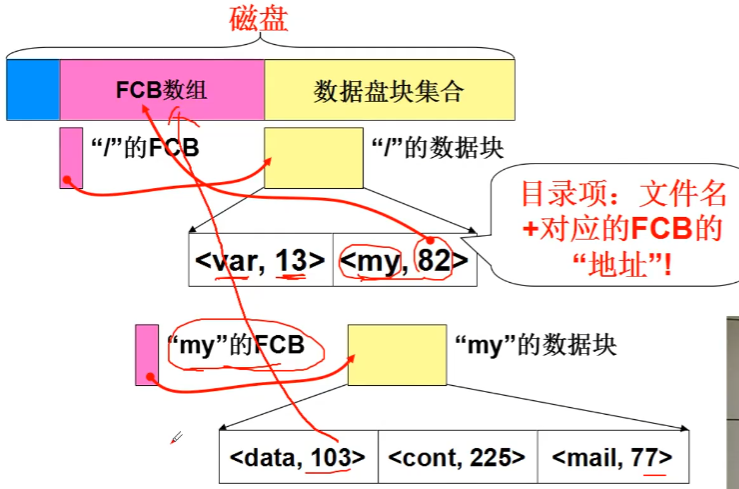 磁盘
FCB数组
数据盘块集合
“/”的FCB
“/”的数据块
目录项：文件名
+对应的FCB的
“地址”!
<var, 13>
<my, 82>
“my”的FCB
“my”的数据块
<data, 103>
<cont, 225>
<mail, 77>